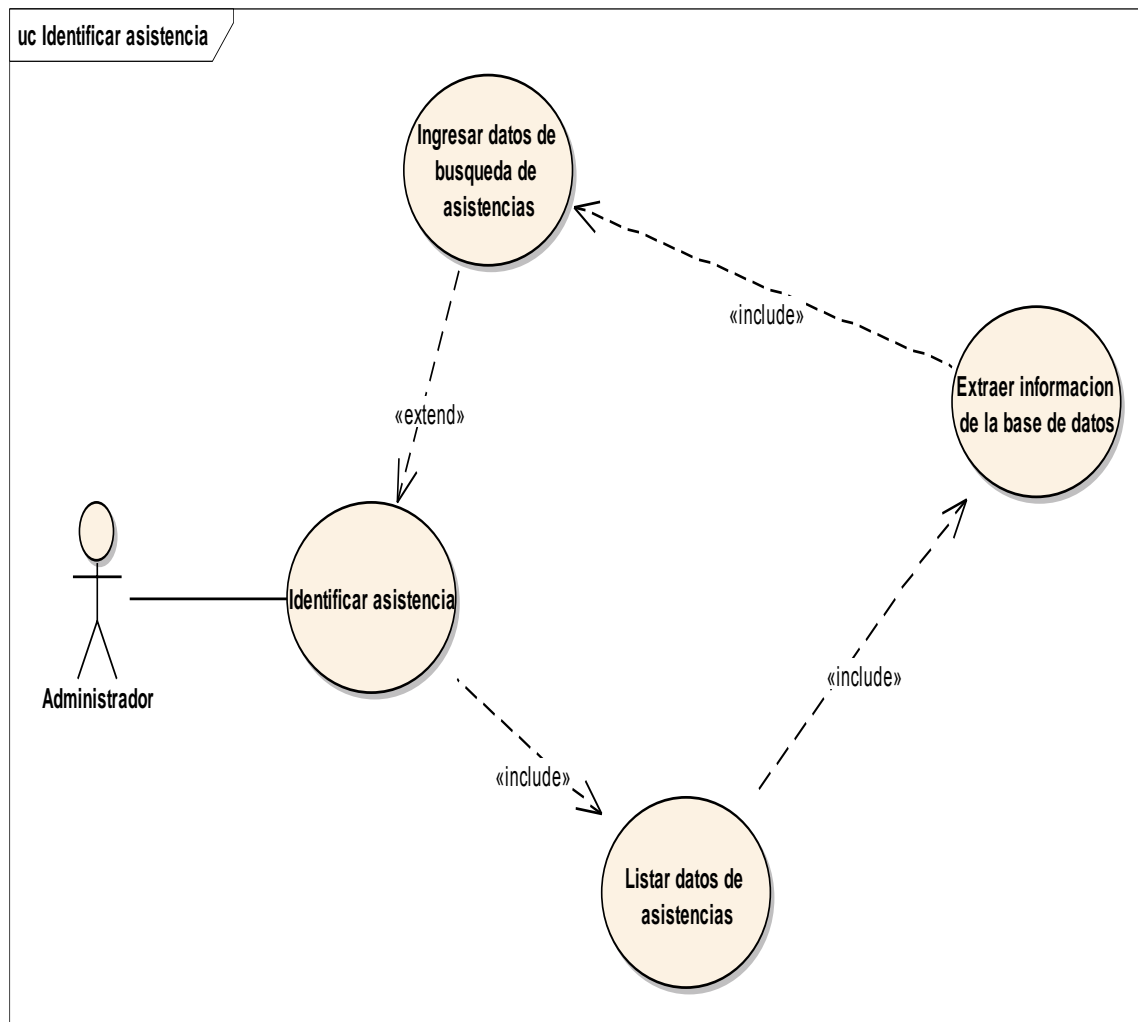 uc Identificar asistencia
Ingresar datos de
busqueda de
asistencias
«include»
Extraer informacion
de la base de datos
«extend»
Identificar asistencia
Administrador
«include»
«include»
Listar datos de
asistencias